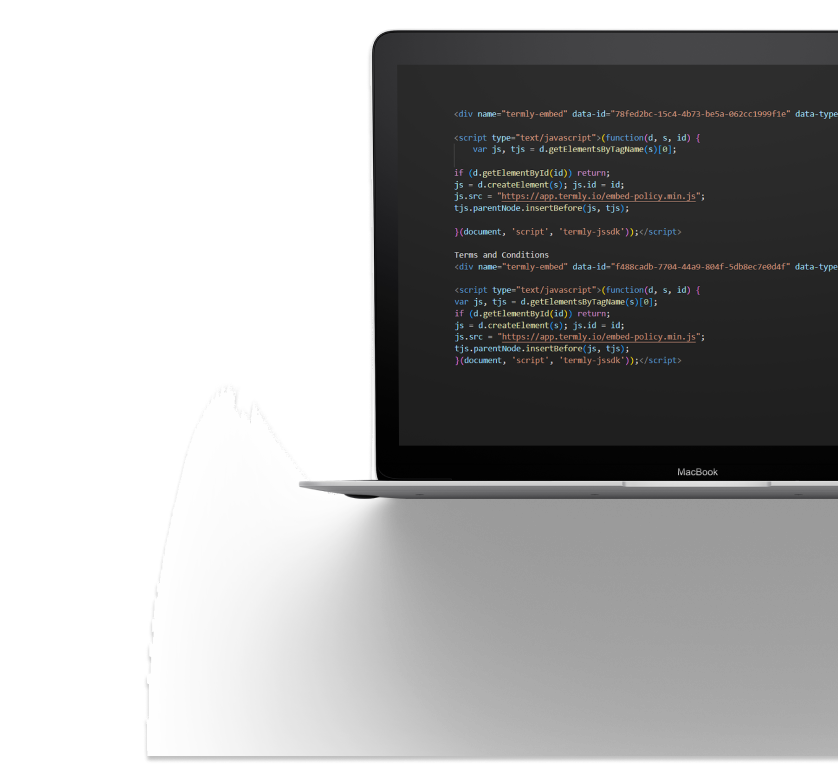 <div name="termly-embed" data-id="78fed2bc-15c4-4b73-be5a-062cc1999f1e" data-type
<script type="text/javascript">(function(d, s, id) {
var js, tjs = d.getElementsByTagName(s)[0];
if (d.getElementById(id)) return;
js = d.createElement(s); js.id = id;
js.src = "https://app.termly.io/embed-policy.min.js";
tjs.parentNode.insertBefore(js, tjs);
}(document, 'script', 'termly-jssdk'));</script>
Terms and Conditions
<div name="termly-embed" data-id="f488cadb-7704-44a9-804f-5db8ec7e0d4f" data-type
<script type="text/javascript">(function(d, s, id) {
var js, tjs = d.getElementsByTagName(s)[0];
if (d.getElementById(id)) return;
js = d.createElement(s); js.id = id;
js.src = "https://app.termly.io/embed-policy.min.js";
tjs.parentNode.insertBefore(js, tjs);
}(document, 'script', 'termly-jssdk'));</script>
MacBook